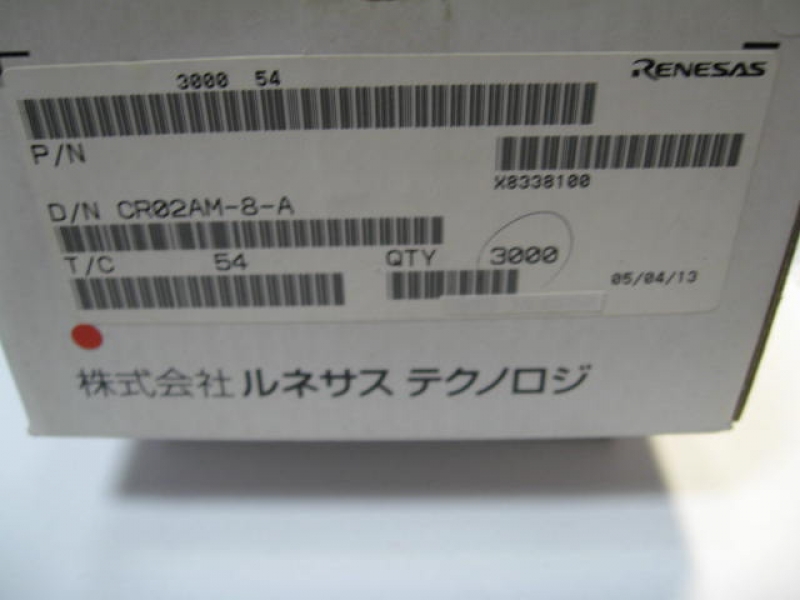 3000 54
RENESAS
P/N
X8338100
D/N CR02AM-8-A
T/C 54
QTY 3000
05/04/13
株式会社 ルネサス テクノロジ